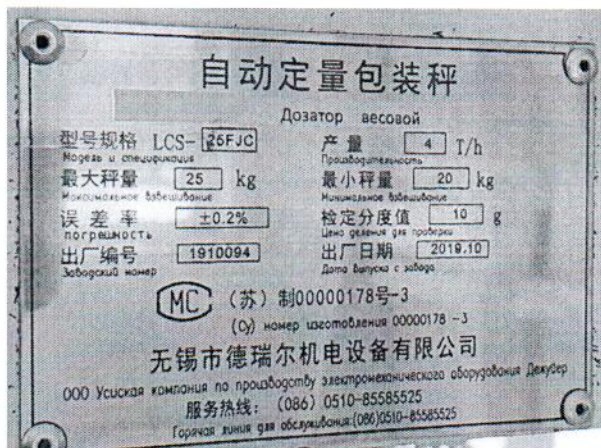 自动定量包装秤
Дозатор весовой
型号规格 LCS- 25FJC 产量 4 T/h
Модель и спецификация Производительность
最大秤量 25 kg 最小秤量 20 kg
Максимальное взвешивание Минимальное взвешивание
误差率 ±0.2% 检定分度值 10 g
погрешность Цена деления для проверки
出厂编号 1910094 出厂日期 2019.10
Заводский номер Дата выпуска с завода
MC (苏)制00000178号-3
(Су) номер изготовления 00000178 -3
无锡市德瑞尔机电设备有限公司
ООО Усиская компания по производству электромеханического оборудования Дежуер
服务热线: (086) 0510-85585525
Горячая линия для обслуживания:(086)0510-85585525